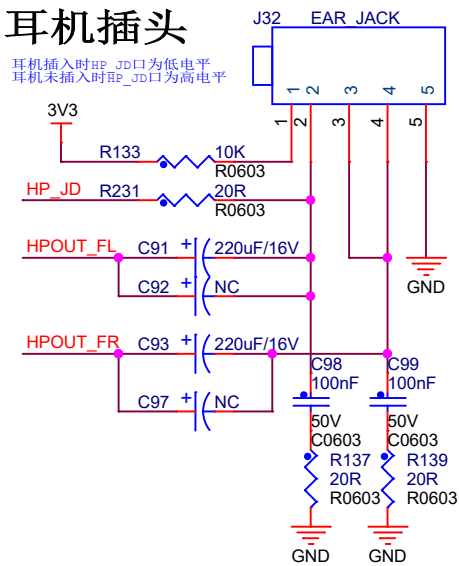 耳机插头
J32 EAR_JACK
耳机插入时HP_JD口为低电平
耳机未插入时HP_JD口为高电平
1 2 3 4 5
3V3
1 2 3 4 5
R133 10K
R0603
HP_JD R231 20R
R0603
HPOUT_FL C91 + 220uF/16V
C92 + NC
GND
HPOUT_FR C93 + 220uF/16V
C98 C99
100nF 100nF
C97 + NC
50V 50V
C0603 C0603
R137 R139
20R 20R
R0603 R0603
GND GND